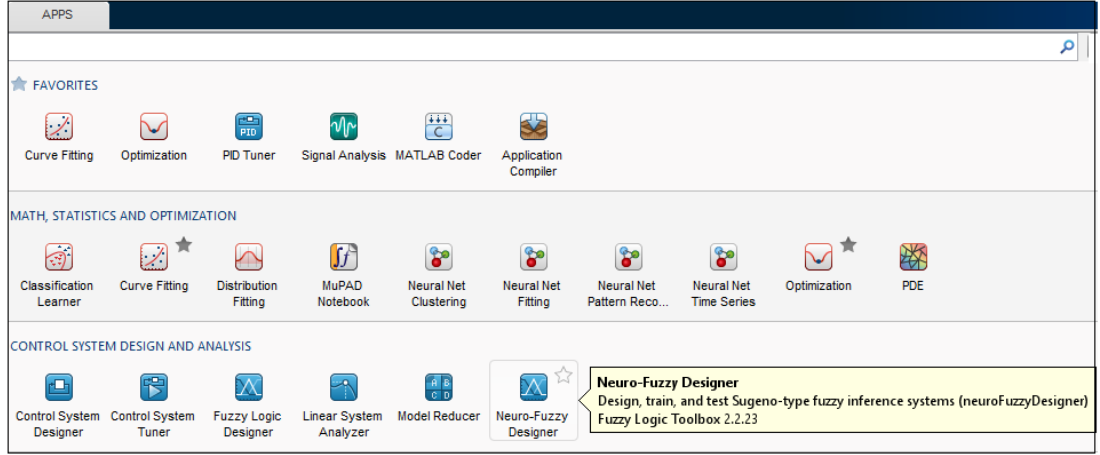 APPS
FAVORITES
PID
C
Curve Fitting
Optimization
PID Tuner
Signal Analysis
MATLAB Coder
Application
Compiler
MATH, STATISTICS AND OPTIMIZATION
Classification
Learner
Curve Fitting
Distribution
Fitting
MuPAD
Notebook
Neural Net
Clustering
Neural Net
Fitting
Neural Net
Pattern Reco...
Neural Net
Time Series
Optimization
PDE
CONTROL SYSTEM DESIGN AND ANALYSIS
A B
C D
Control System
Designer
Control System
Tuner
Fuzzy Logic
Designer
Linear System
Analyzer
Model Reducer
Neuro-Fuzzy
Designer
Neuro-Fuzzy Designer
Design, train, and test Sugeno-type fuzzy inference systems (neuroFuzzyDesigner)
Fuzzy Logic Toolbox 2.2.23